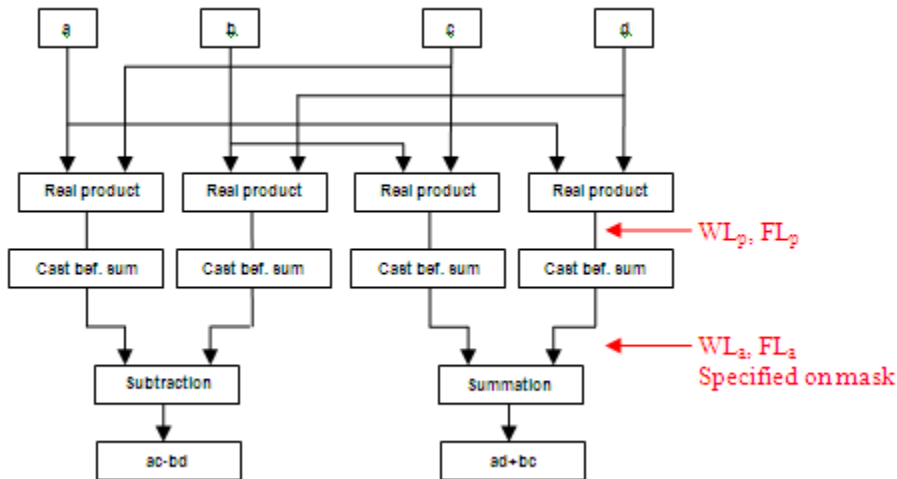 a b c d
Real product Real product Real product Real product
WLp, FLp
Cast bef. sum Cast bef. sum Cast bef. sum Cast bef. sum
WLa, FLa
Specified on mask
Subtraction Summation
ac-bd ad+bc